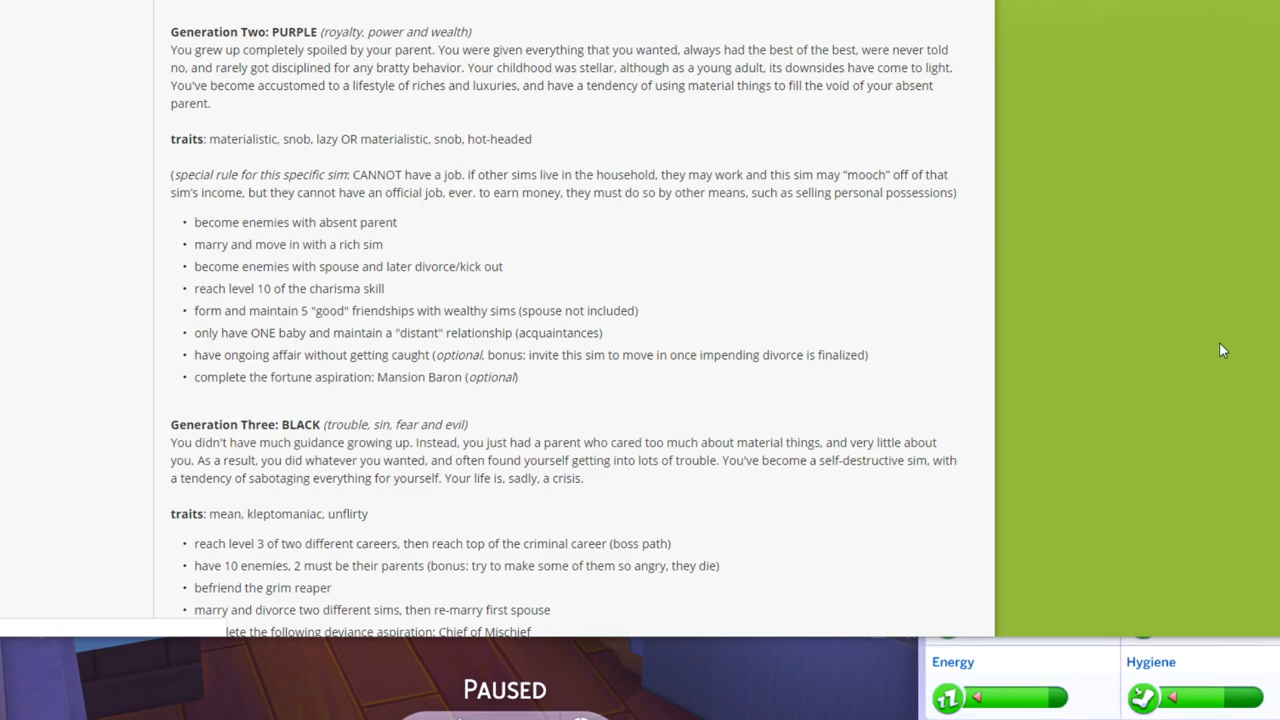 Generation Two: PURPLE (royalty, power and wealth)
You grew up completely spoiled by your parent. You were given everything that you wanted, always had the best of the best, were never told
no, and rarely got disciplined for any bratty behavior. Your childhood was stellar, although as a young adult, its downsides have come to light.
You've become accustomed to a lifestyle of riches and luxuries, and have a tendency of using material things to fill the void of your absent
parent.
traits: materialistic, snob, lazy OR materialistic, snob, hot-headed
(special rule for this specific sim: CANNOT have a job. if other sims live in the household, they may work and this sim may “mooch” off of that
sim’s income, but they cannot have an official job, ever. to earn money, they must do so by other means, such as selling personal possessions)
• become enemies with absent parent
• marry and move in with a rich sim
• become enemies with spouse and later divorce/kick out
• reach level 10 of the charisma skill
• form and maintain 5 "good" friendships with wealthy sims (spouse not included)
• only have ONE baby and maintain a "distant" relationship (acquaintances)
• have ongoing affair without getting caught (optional, bonus: invite this sim to move in once impending divorce is finalized)
• complete the fortune aspiration: Mansion Baron (optional)
Generation Three: BLACK (trouble, sin, fear and evil)
You didn't have much guidance growing up. Instead, you just had a parent who cared too much about material things, and very little about
you. As a result, you did whatever you wanted, and often found yourself getting into lots of trouble. You've become a self-destructive sim, with
a tendency of sabotaging everything for yourself. Your life is, sadly, a crisis.
traits: mean, kleptomaniac, unflirty
• reach level 3 of two different careers, then reach top of the criminal career (boss path)
• have 10 enemies, 2 must be their parents (bonus: try to make some of them so angry, they die)
• befriend the grim reaper
• marry and divorce two different sims, then re-marry first spouse
lete the following deviance aspiration: Chief of Mischief
Energy
Hygiene
PAUSED